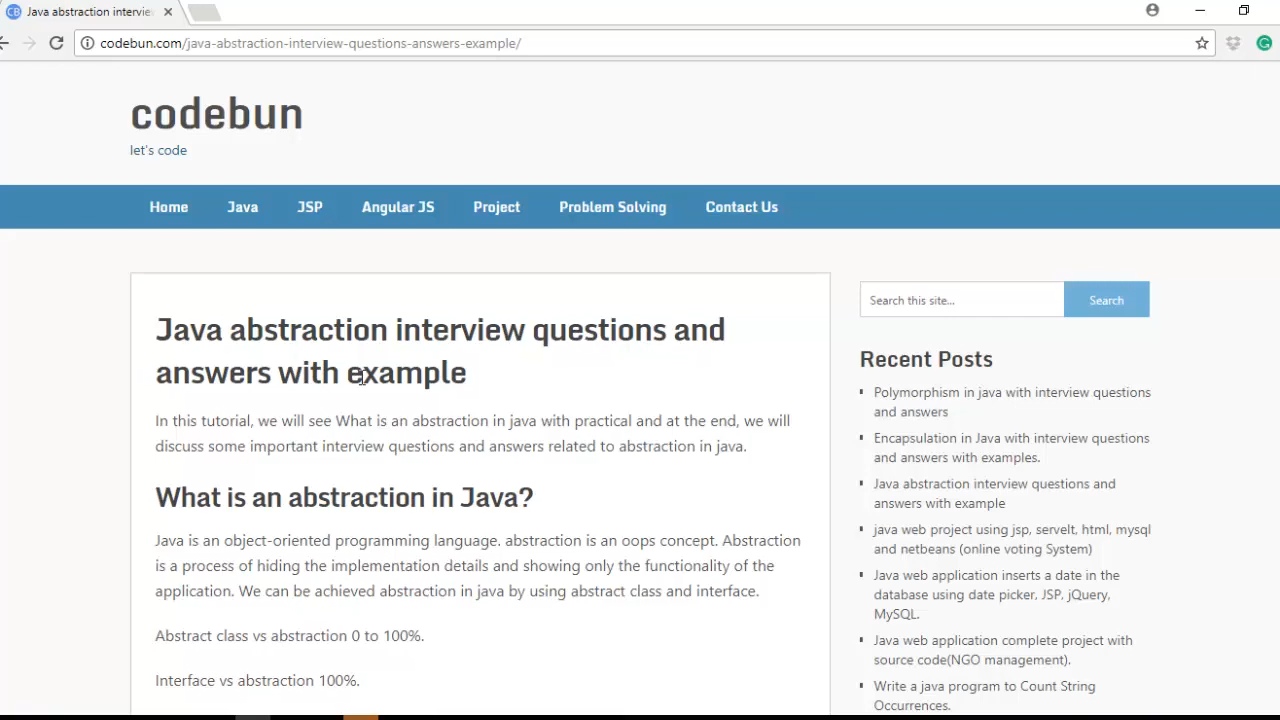 Java abstraction intervie
codebun.com/java-abstraction-interview-questions-answers-example/
codebun
let's code
Home Java JSP Angular JS Project Problem Solving Contact Us
Java abstraction interview questions and
answers with example
In this tutorial, we will see What is an abstraction in java with practical and at the end, we will
discuss some important interview questions and answers related to abstraction in java.
What is an abstraction in Java?
Java is an object-oriented programming language. abstraction is an oops concept. Abstraction
is a process of hiding the implementation details and showing only the functionality of the
application. We can be achieved abstraction in java by using abstract class and interface.
Abstract class vs abstraction 0 to 100%.
Interface vs abstraction 100%.
Search this site...
Search
Recent Posts
Polymorphism in java with interview questions
and answers
Encapsulation in Java with interview questions
and answers with examples.
Java abstraction interview questions and
answers with example
java web project using jsp, servelt, html, mysql
and netbeans (online voting System)
Java web application inserts a date in the
database using date picker, JSP, jQuery,
MySQL.
Java web application complete project with
source code(NGO management).
Write a java program to Count String
Occurrences.